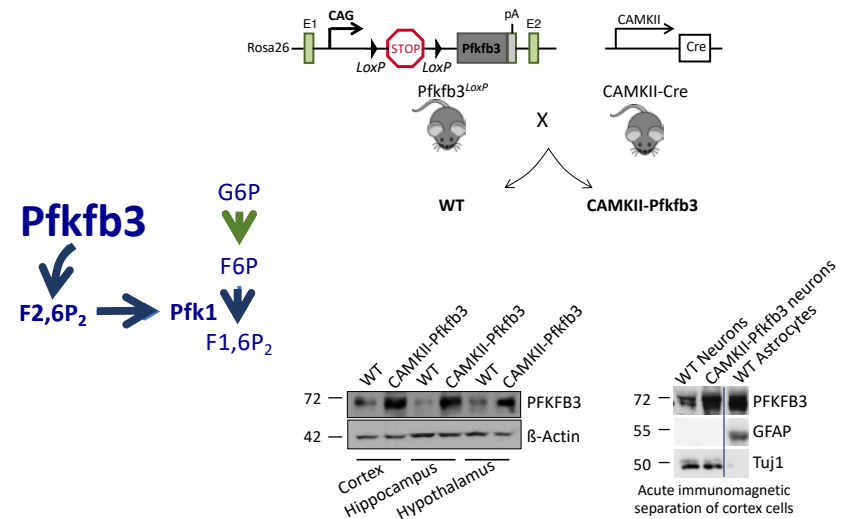 E1
CAG
pA
E2
CAMKII
Rosa26
STOP
Pfkfb3
Cre
LoxP
LoxP
Pfkfb3LoxP
CAMKII-Cre
X
WT
CAMKII-Pfkfb3
Pfkfb3
G6P
F6P
F2,6P2
Pfk1
F1,6P2
WT
CAMKII-Pfkfb3
WT
CAMKII-Pfkfb3
WT
CAMKII-Pfkfb3
72
PFKFB3
42
ß-Actin
Cortex
Hippocampus
Hypothalamus
WT Neurons
CAMKII-Pfkfb3 neurons
WT Astrocytes
72
PFKFB3
55
GFAP
50
Tuj1
Acute immunomagnetic
separation of cortex cells